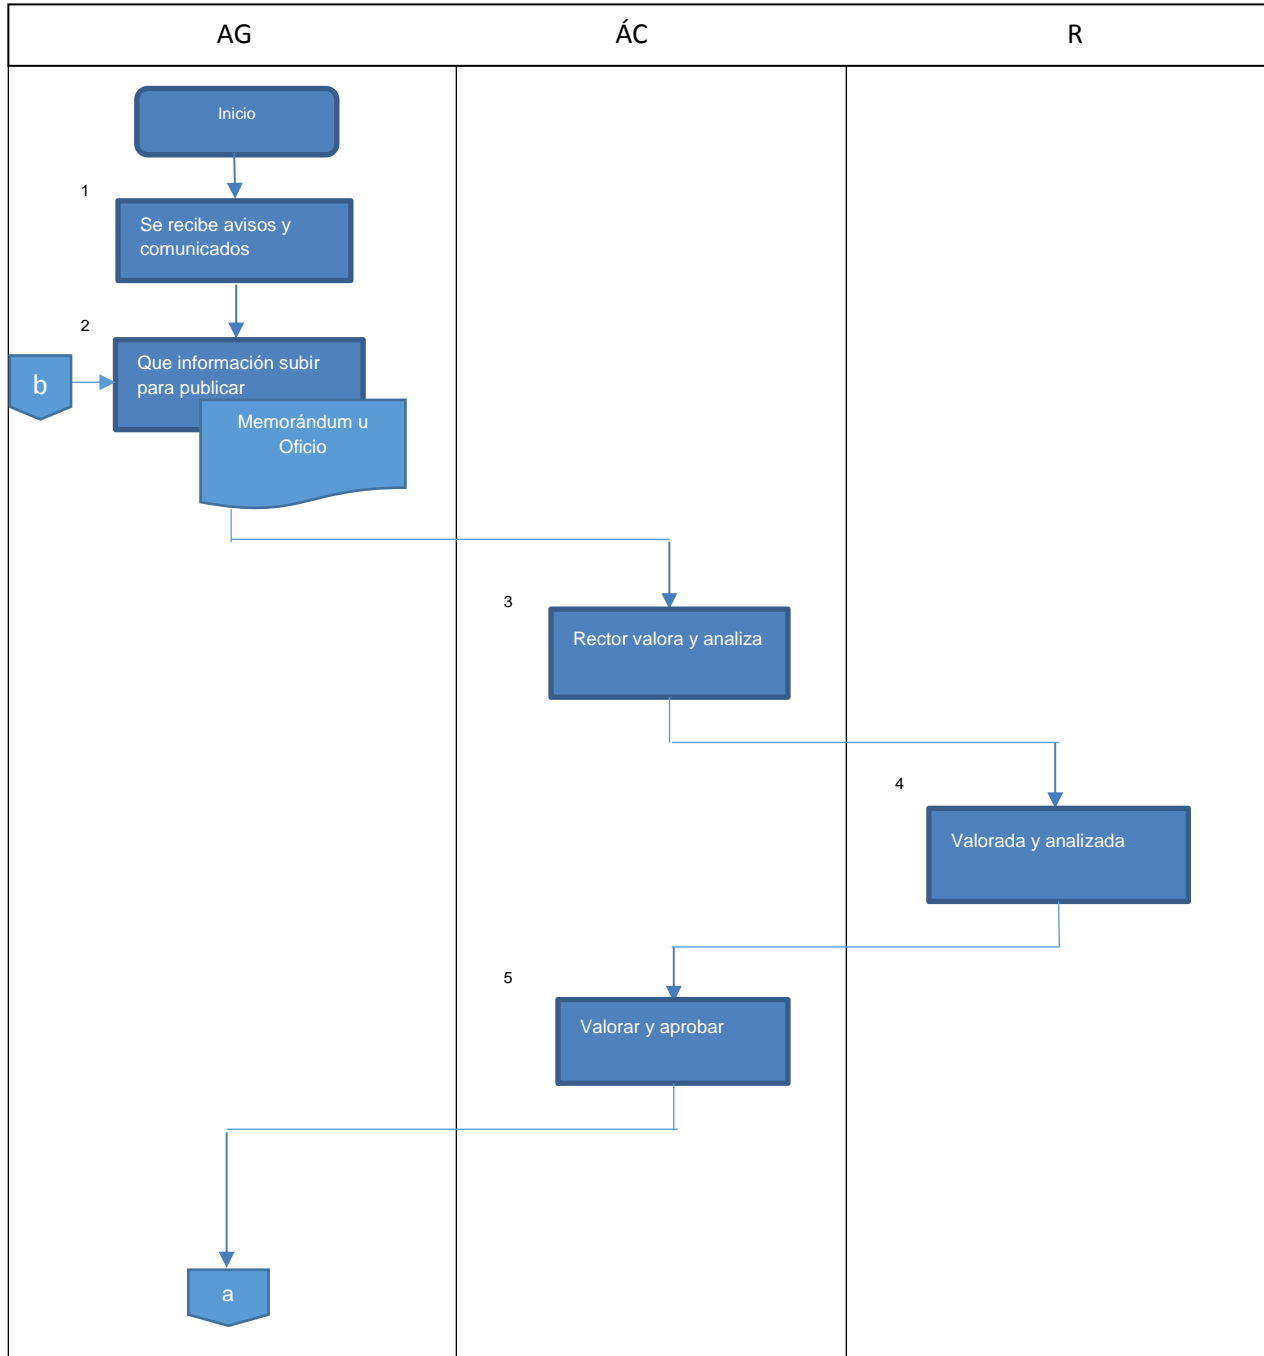 AG
ÁC
R
Inicio
1
Se recibe avisos y
comunicados
2
Que información subir
para publicar
b
Memorándum u
Oficio
3
Rector valora y analiza
4
Valorada y analizada
5
Valorar y aprobar
a